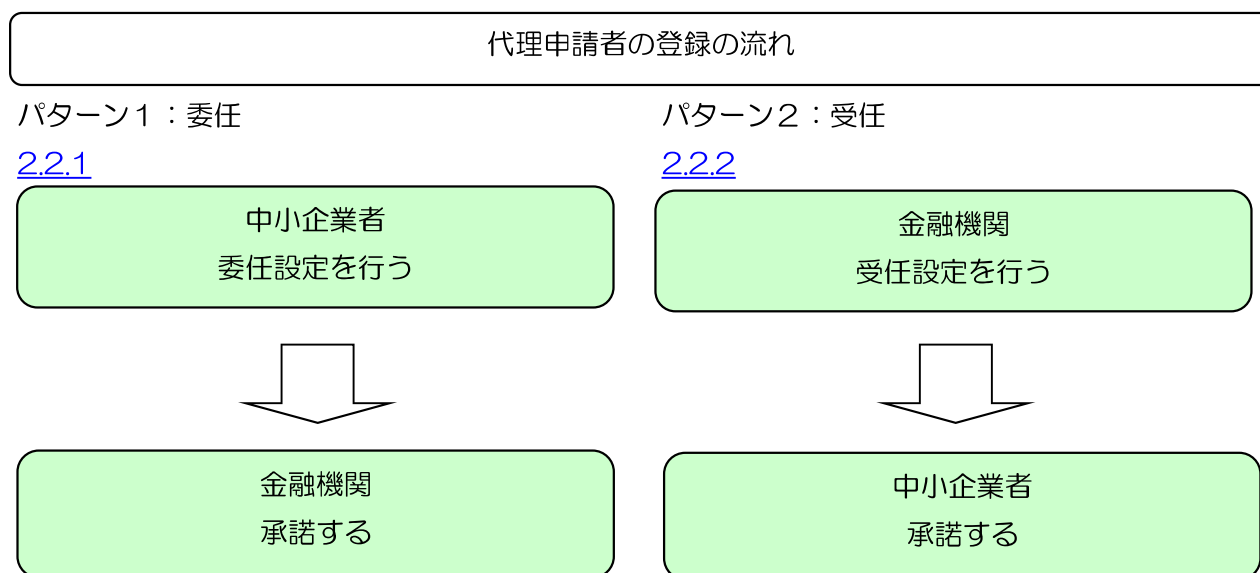 代理申請者の登録の流れ
パターン１：委任
2.2.1
中小企業者
委任設定を行う
金融機関
承諾する
パターン２：受任
2.2.2
金融機関
受任設定を行う
中小企業者
承諾する